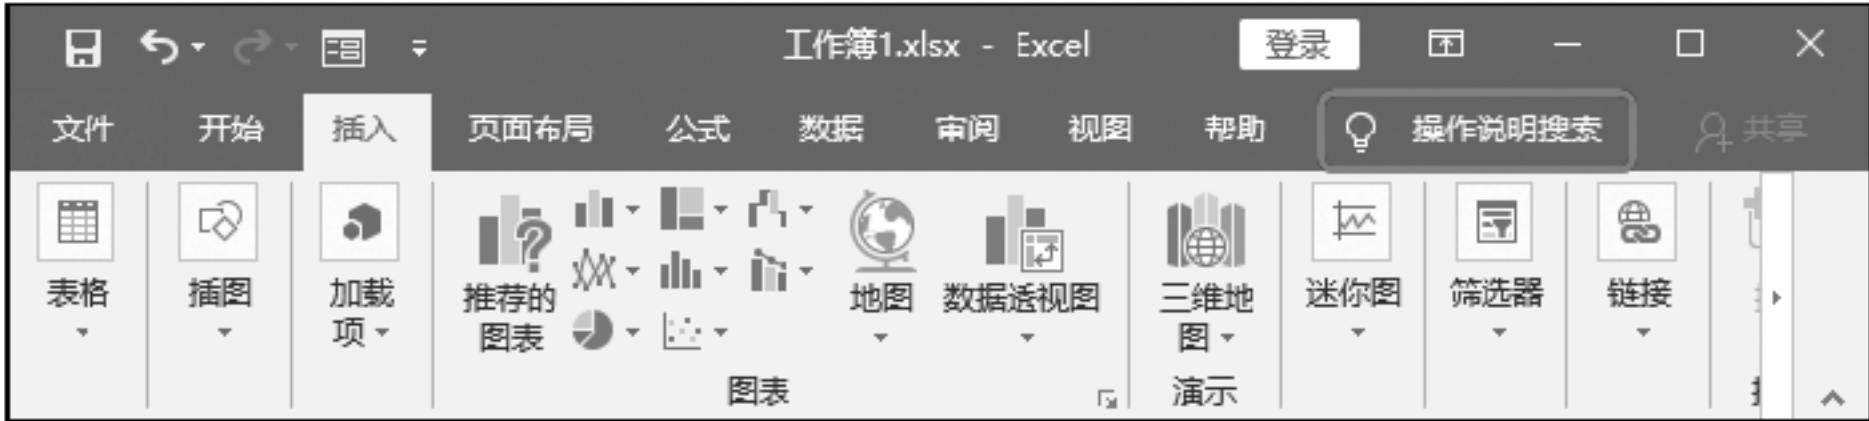 工作簿1.xlsx - Excel 登录
文件 开始 插入 页面布局 公式 数据 审阅 视图 帮助 操作说明搜索 共享
表格 插图 加载项 推荐的图表 地图 数据透视图 三维地图 迷你图 筛选器 链接
图表 演示